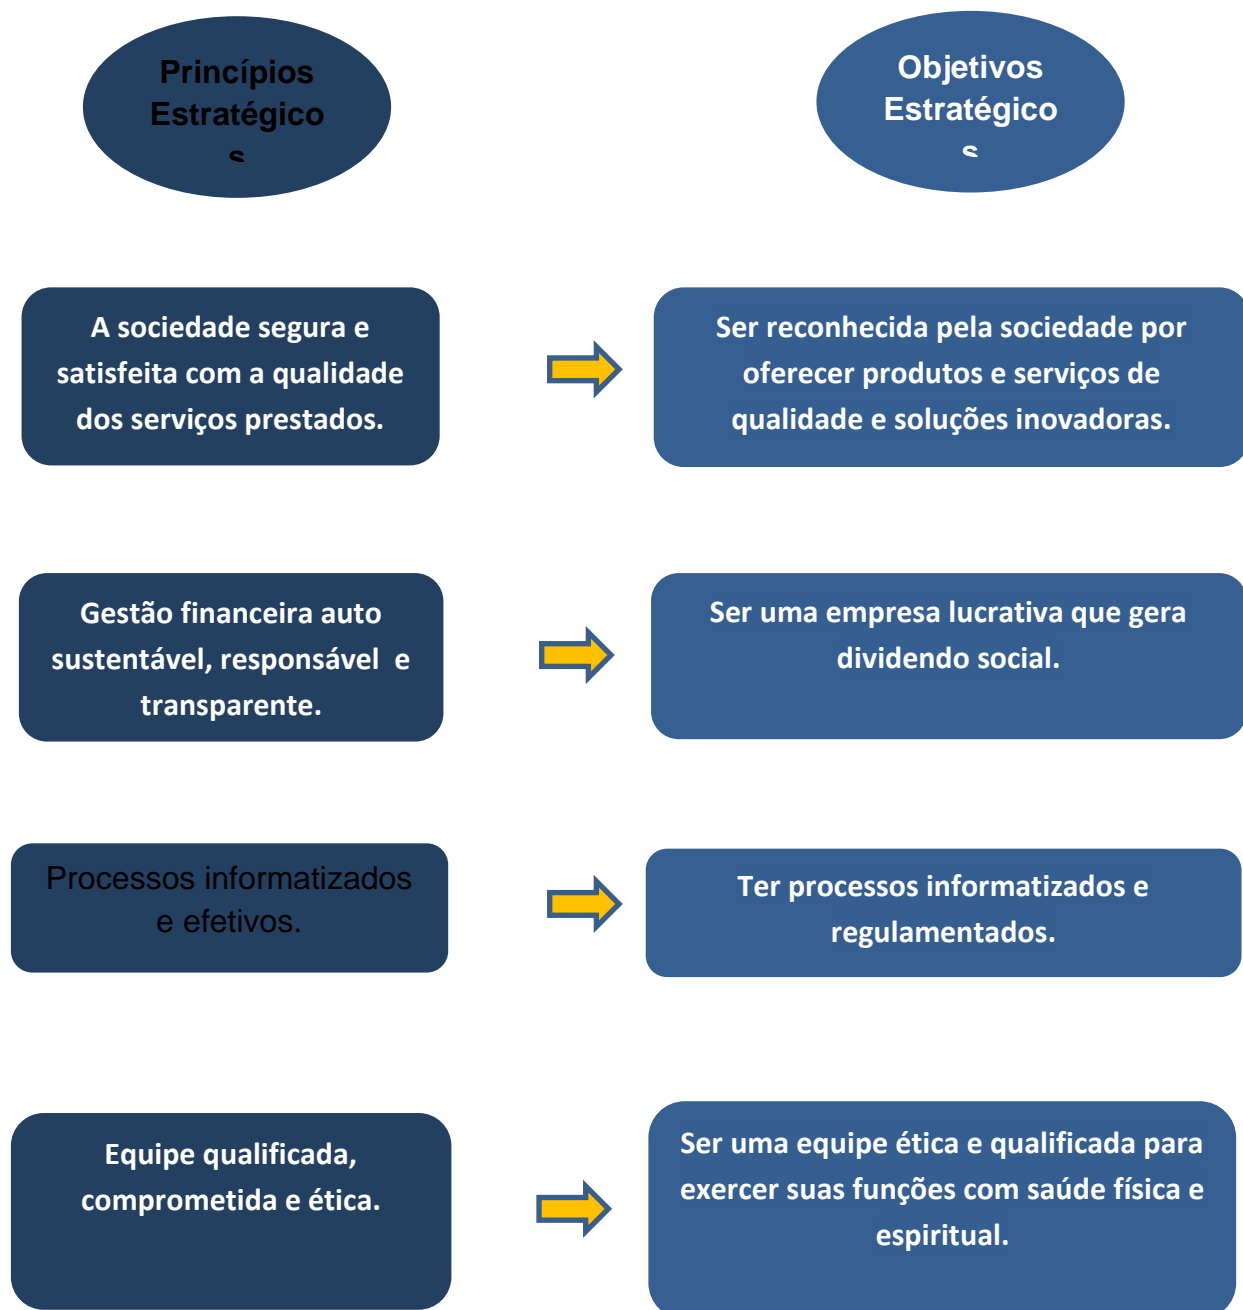 Princípios
Estratégico
s
Objetivos
Estratégico
s
A sociedade segura e
satisfeita com a qualidade
dos serviços prestados.
Ser reconhecida pela sociedade por
oferecer produtos e serviços de
qualidade e soluções inovadoras.
Gestão financeira auto
sustentável, responsável  e
transparente.
Ser uma empresa lucrativa que gera
dividendo social.
Processos informatizados
e efetivos.
Ter processos informatizados e
regulamentados.
Equipe qualificada,
comprometida e ética.
Ser uma equipe ética e qualificada para
exercer suas funções com saúde física e
espiritual.